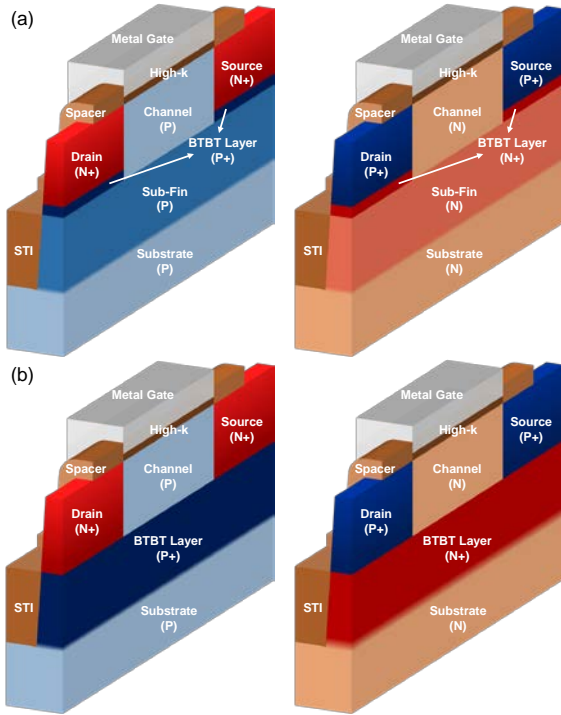 (a)
Metal Gate
High-k
Source
(N+)
Spacer
Channel
(P)
Drain
(N+)
BTBT Layer
(P+)
Sub-Fin
(P)
STI
Substrate
(P)
Metal Gate
High-k
Source
(P+)
Spacer
Channel
(N)
Drain
(P+)
BTBT Layer
(N+)
Sub-Fin
(N)
STI
Substrate
(N)
(b)
Metal Gate
High-k
Source
(N+)
Spacer
Channel
(P)
Drain
(N+)
BTBT Layer
(P+)
STI
Substrate
(P)
Metal Gate
High-k
Source
(P+)
Spacer
Channel
(N)
Drain
(P+)
BTBT Layer
(N+)
STI
Substrate
(N)